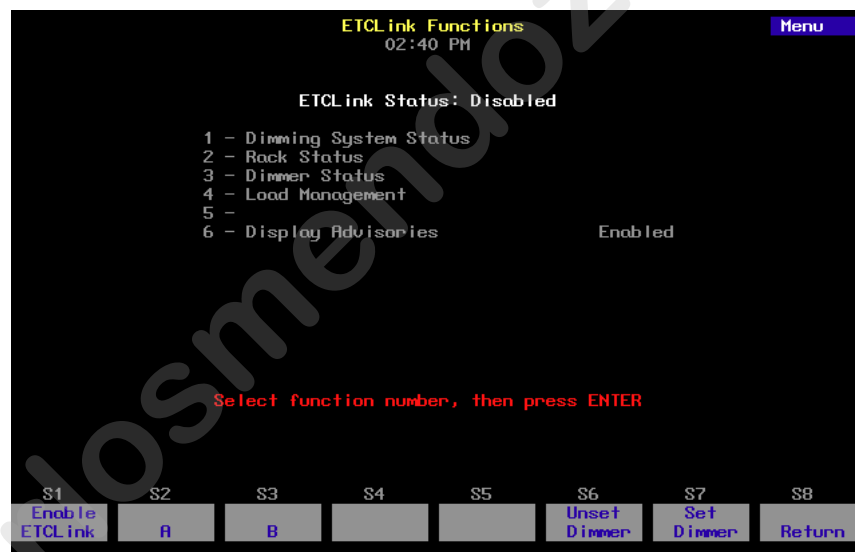 ETCLink Functions
Menu
02:40 PM
ETCLink Status: Disabled
1 - Dimming System Status
2 - Rack Status
3 - Dimmer Status
4 - Load Management
5 -
6 - Display Advisories Enabled
Select function number, then press ENTER
S1 S2 S3 S4 S5 S6 S7 S8
Enable Unset Set
ETCLink A B Dimmer Dimmer Return